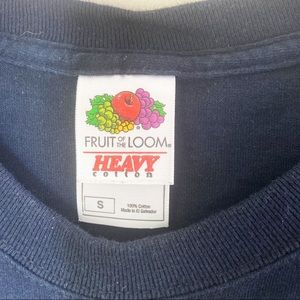 FRUIT OF THE LOOM®
HEAVY
cotton
S
100% Cotton
Made in El Salvador